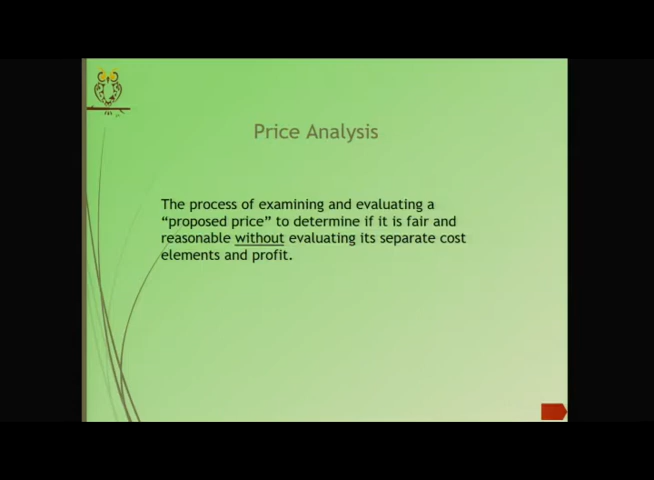 Price Analysis
The process of examining and evaluating a
“proposed price” to determine if it is fair and
reasonable without evaluating its separate cost
elements and profit.